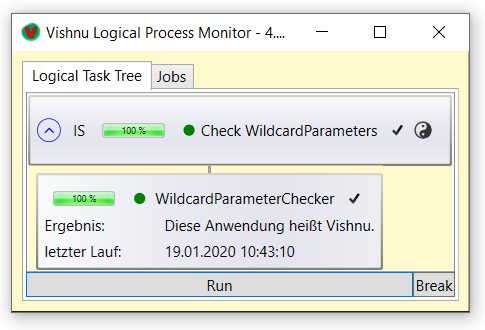 Vishnu Logical Process Monitor - 4....
Logical Task Tree Jobs
IS 100 % Check WildcardParameters
100 % WildcardParameterChecker
Ergebnis: Diese Anwendung heißt Vishnu.
letzter Lauf: 19.01.2020 10:43:10
Run Break